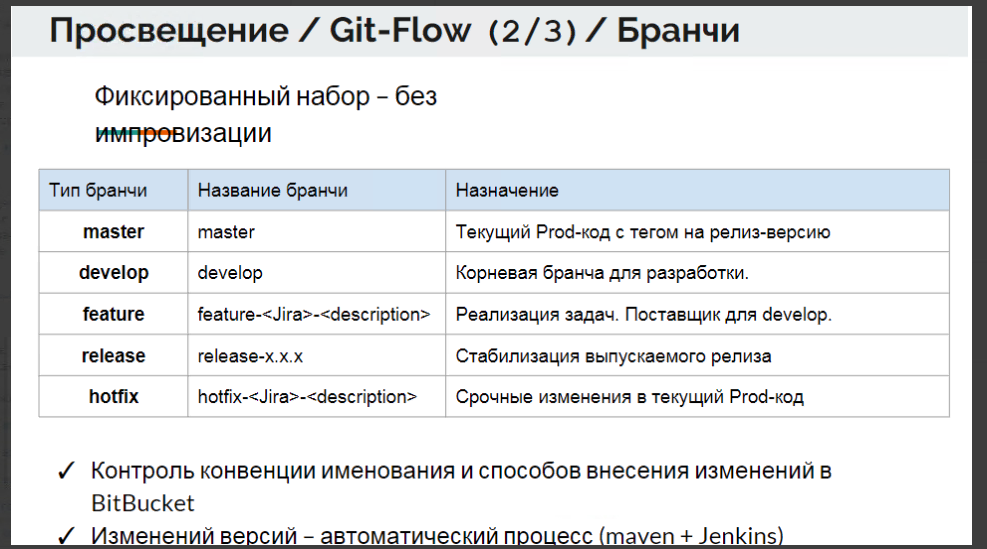 Просвещение / Git-Flow (2/3) / Бранчи
Фиксированный набор – без
импровизации
Тип бранчи Название бранчи Назначение
master master Текущий Prod-код с тегом на релиз-версию
develop develop Корневая бранча для разработки.
feature feature-<Jira>-<description> Реализация задач. Поставщик для develop.
release release-x.x.x Стабилизация выпускаемого релиза
hotfix hotfix-<Jira>-<description> Срочные изменения в текущий Prod-код
✓ Контроль конвенции именования и способов внесения изменений в
BitBucket
✓ Изменений версий – автоматический процесс (maven + Jenkins)